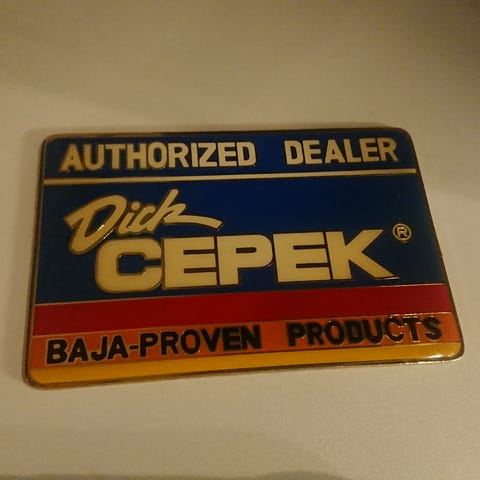 AUTHORIZED DEALER
Dick
CEPEK®
BAJA-PROVEN PRODUCTS